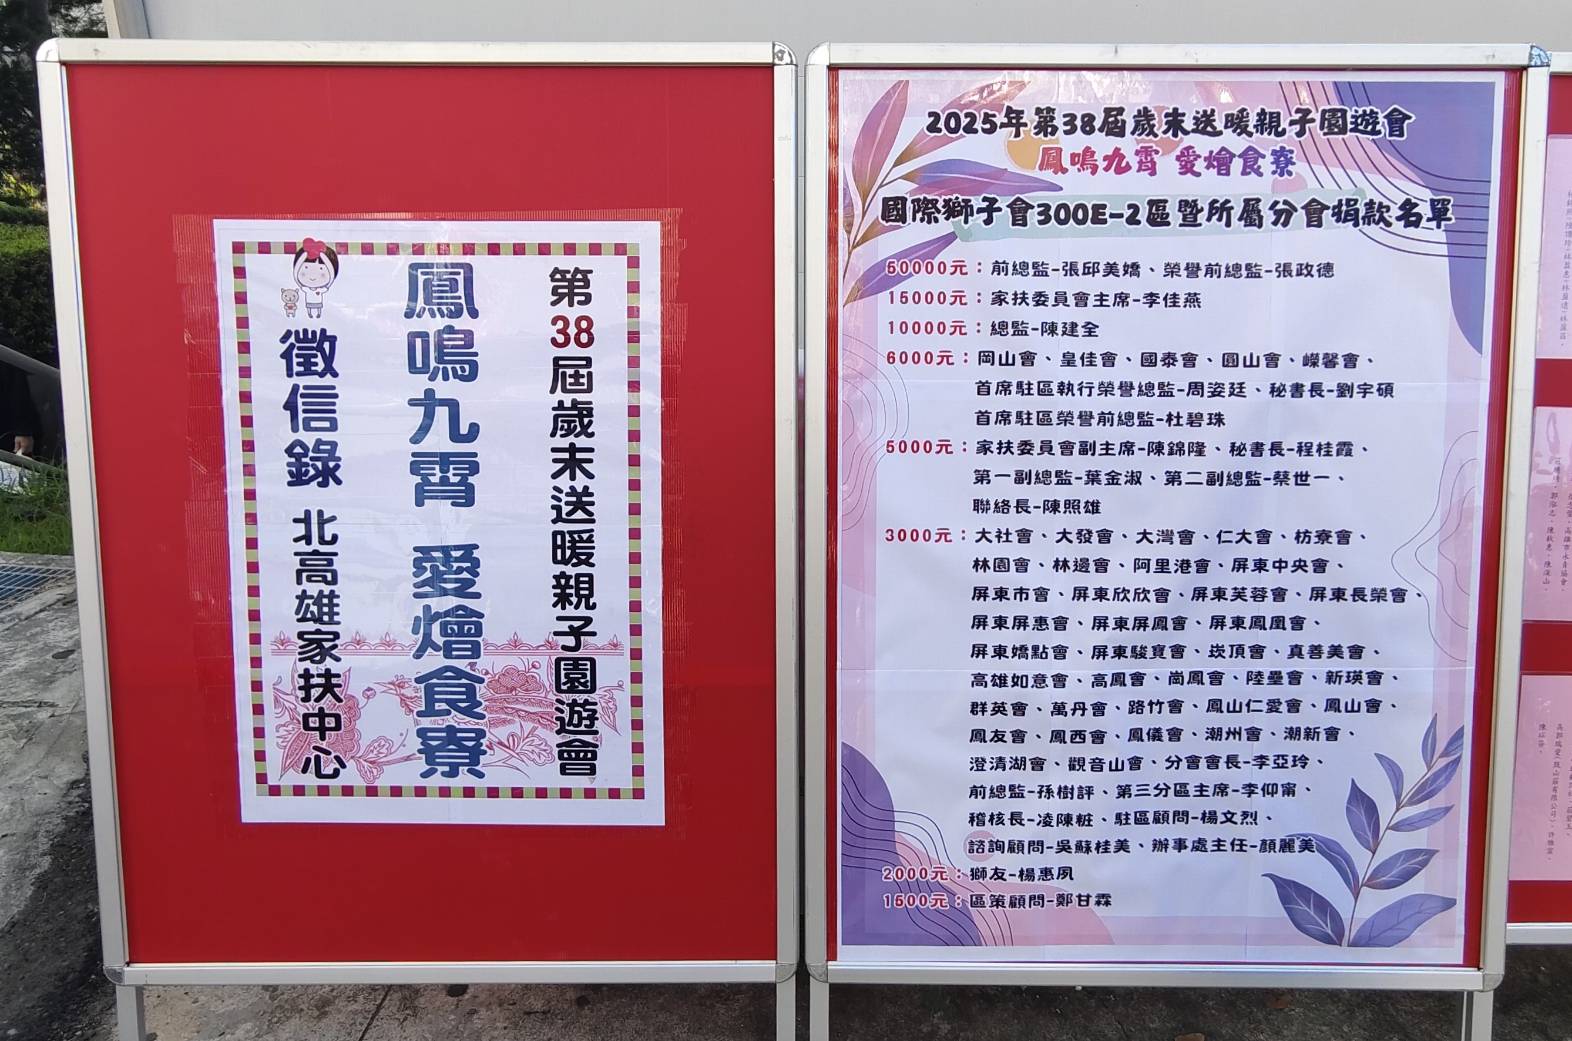 第38屆歲末送暖親子園遊會
鳳鳴九霄 愛燴食寮
徵信錄 北高雄家扶中心
2025年第38屆歲末送暖親子園遊會
鳳鳴九霄 愛燴食寮
國際獅子會300E-2區暨所屬分會捐款名單
50000元：前總監-張邱美嬌、榮譽前總監-張政德
15000元：家扶委員會主席-李佳燕
10000元：總監-陳建全
6000元：岡山會、皇佳會、國泰會、圓山會、嶸馨會、
首席駐區執行榮譽總監-周姿廷、秘書長-劉宇碩
首席駐區榮譽前總監-杜碧珠
5000元：家扶委員會副主席-陳錦隆、秘書長-程桂霞、
第一副總監-葉金淑、第二副總監-蔡世一、
聯絡長-陳照雄
3000元：大社會、大發會、大灣會、仁大會、枋寮會、
林園會、林邊會、阿里港會、屏東中央會、
屏東市會、屏東欣欣會、屏東芙蓉會、屏東長榮會、
屏東屏惠會、屏東屏鳳會、屏東鳳凰會、
屏東嬌點會、屏東駿寶會、崁頂會、真善美會、
高雄如意會、高鳳會、崗鳳會、陸壘會、新瑛會、
群英會、萬丹會、路竹會、鳳山仁愛會、鳳山會、
鳳友會、鳳西會、鳳儀會、潮州會、潮新會、
澄清湖會、觀音山會、分會會長-李亞玲、
前總監-孫樹評、第三分區主席-李仰甯、
稽核長-凌陳粧、駐區顧問-楊文烈、
諮詢顧問-吳蘇桂美、辦事處主任-顏麗美
2000元：獅友-楊惠夙
1500元：區策顧問-鄭甘霖